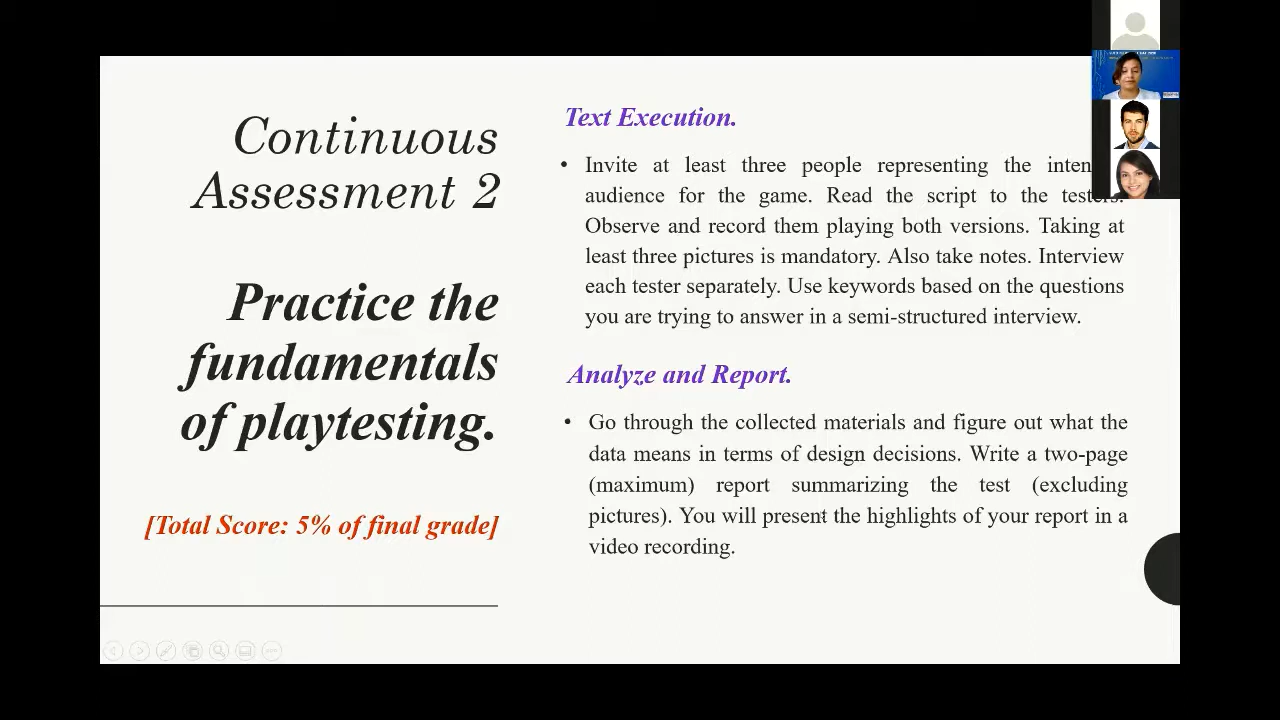 Continuous
Assessment 2
Practice the
fundamentals
of playtesting.
[Total Score: 5% of final grade]
Text Execution.
• Invite at least three people representing the
audience for the game. Read the script to the testers.
Observe and record them playing both versions. Taking at
least three pictures is mandatory. Also take notes. Interview
each tester separately. Use keywords based on the questions
you are trying to answer in a semi-structured interview.
Analyze and Report.
• Go through the collected materials and figure out what the
data means in terms of design decisions. Write a two-page
(maximum) report summarizing the test (excluding
pictures). You will present the highlights of your report in a
video recording.